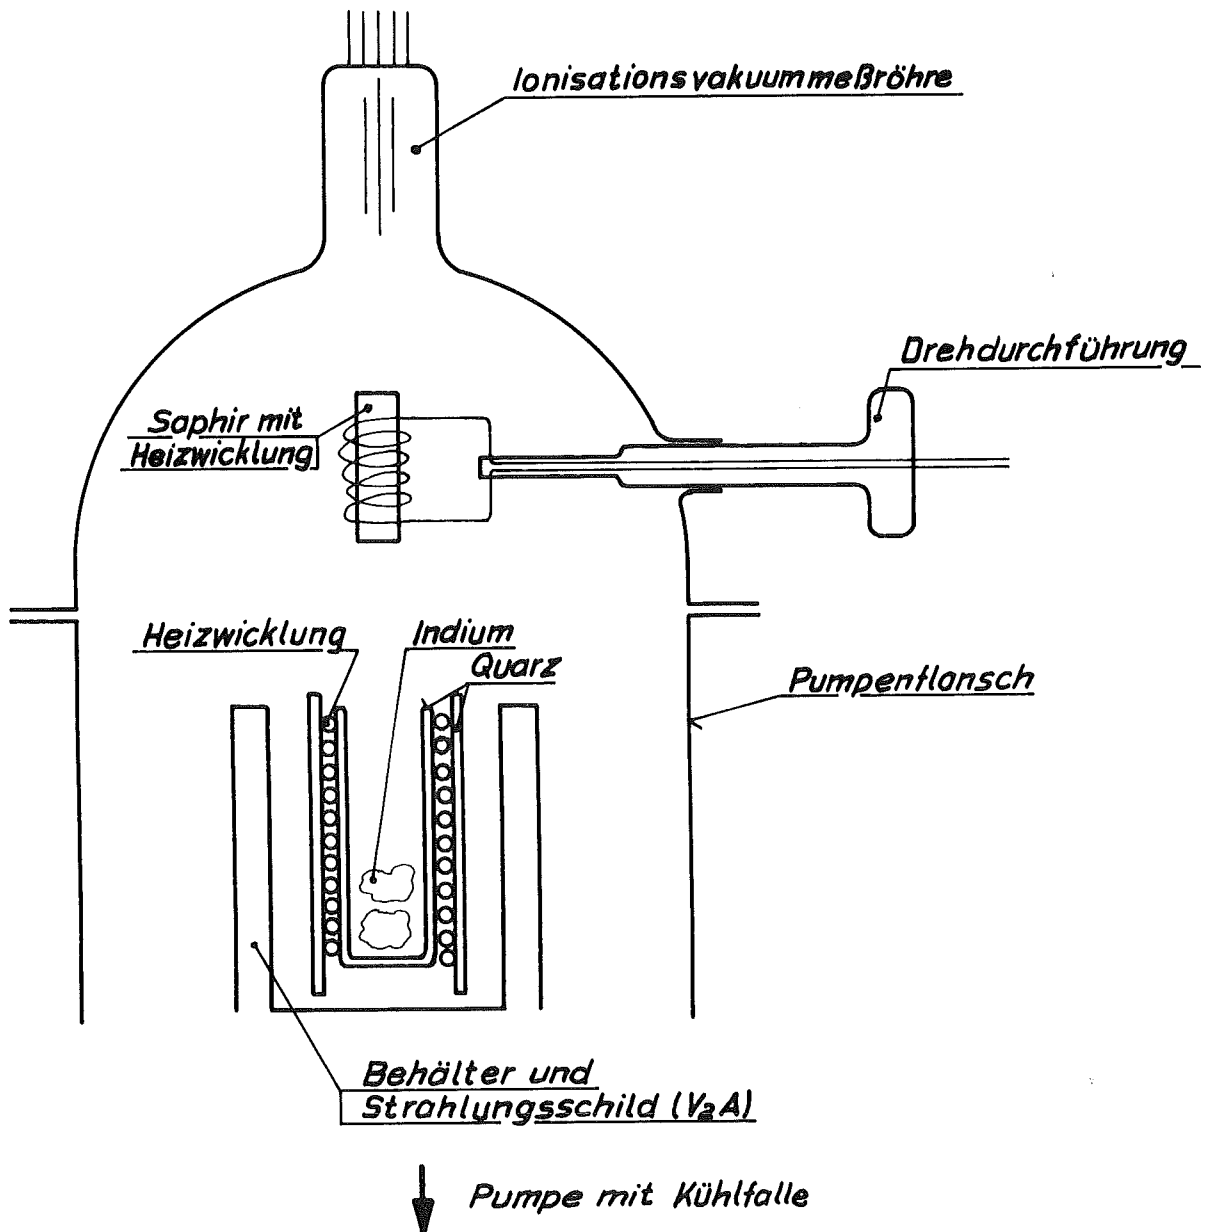 Ionisationsvakuummeßröhre
Drehdurchführung
Saphir mit
Heizwicklung
Heizwicklung
Indium
Quarz
Pumpenflansch
Behälter und
Strahlungsschild (V₂A)
Pumpe mit Kühlfalle